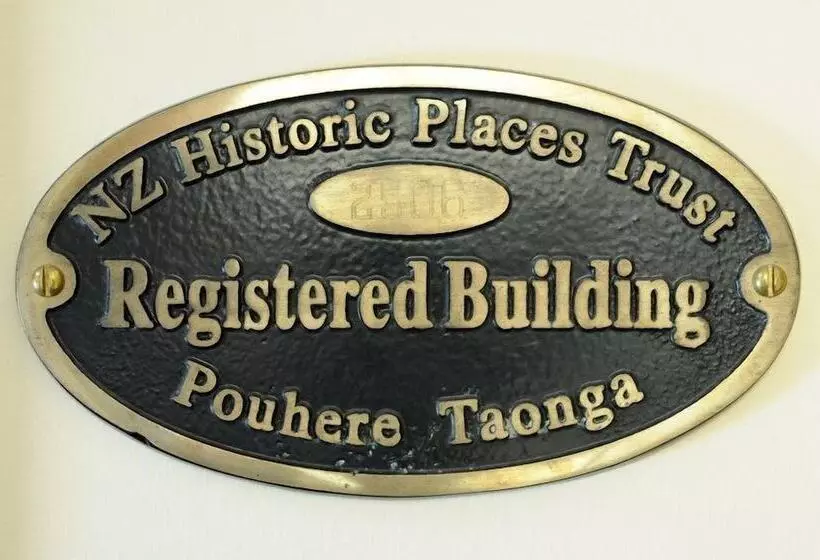 NZ Historic Places Trust
Registered Building
Pouhere Taonga